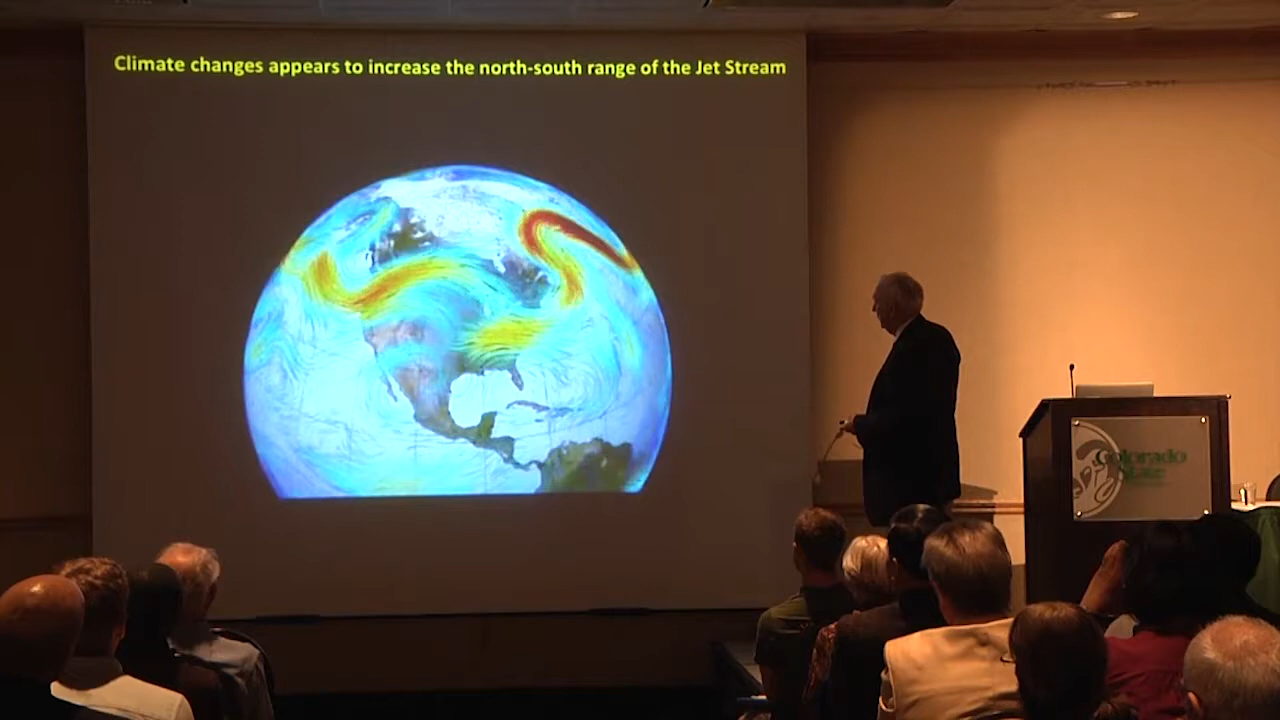 Climate changes appears to increase the north-south range of the Jet Stream
Colorado
State